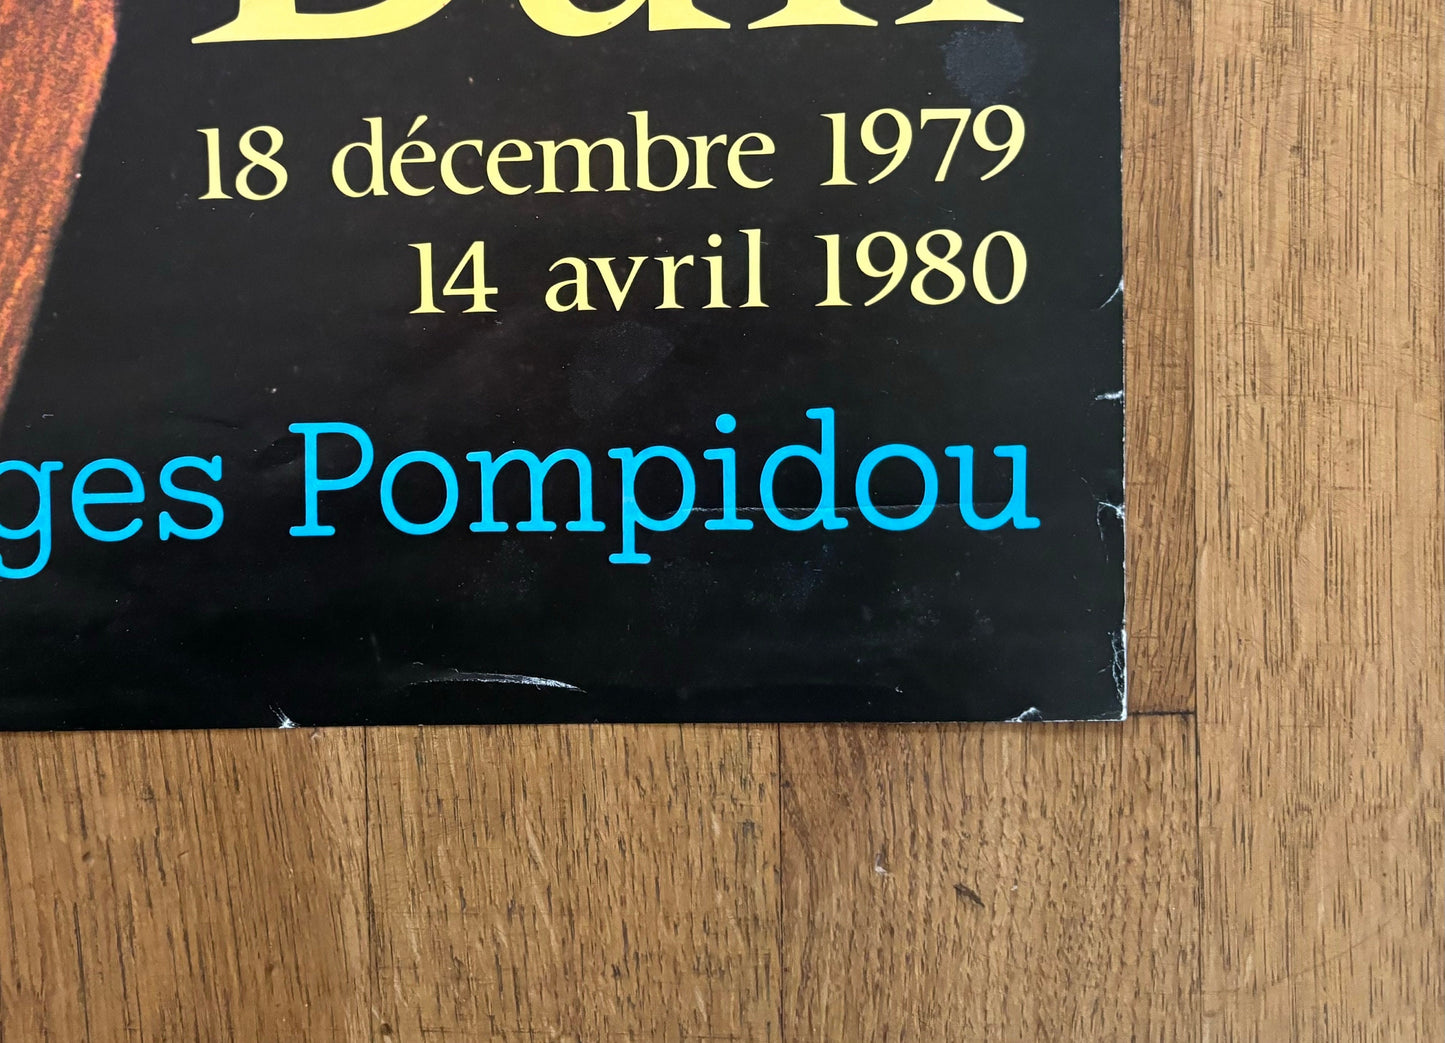 18 décembre 1979
14 avril 1980
ges Pompidou